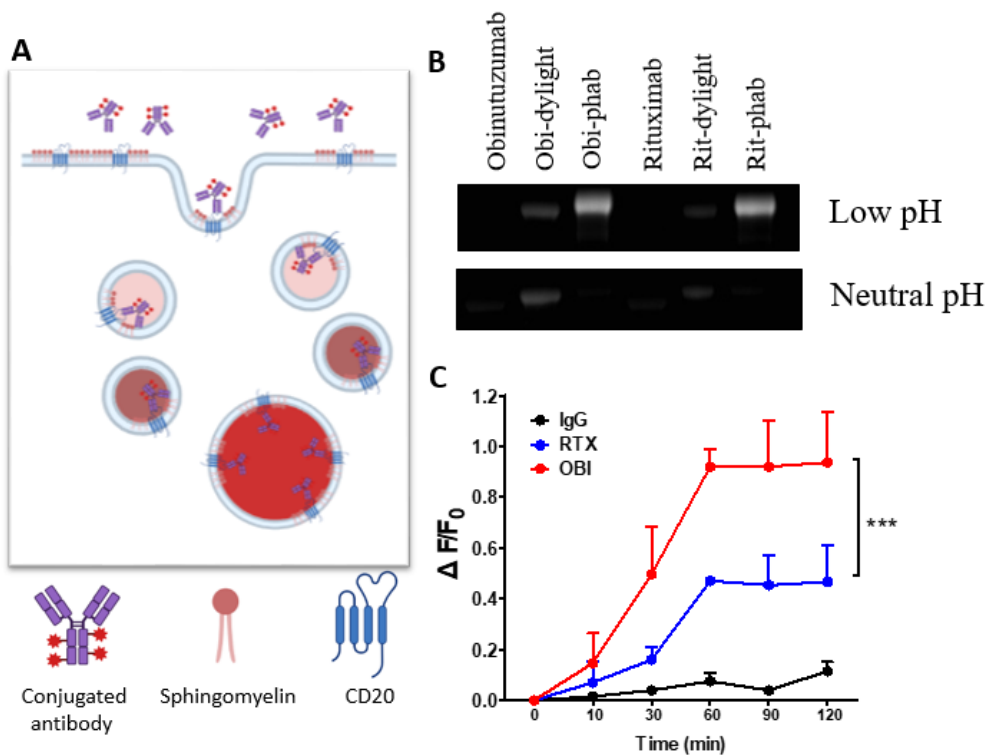 A
Conjugated
antibody
Sphingomyelin
CD20
B
Obinutuzumab
Obi-dylight
Obi-phab
Rituximab
Rit-dylight
Rit-phab
Low pH
Neutral pH
C
1.2
1.0
0.8
0.6
0.4
0.2
0.0
Δ F/F0
IgG
RTX
OBI
***
0 10 30 60 90 120
Time (min)